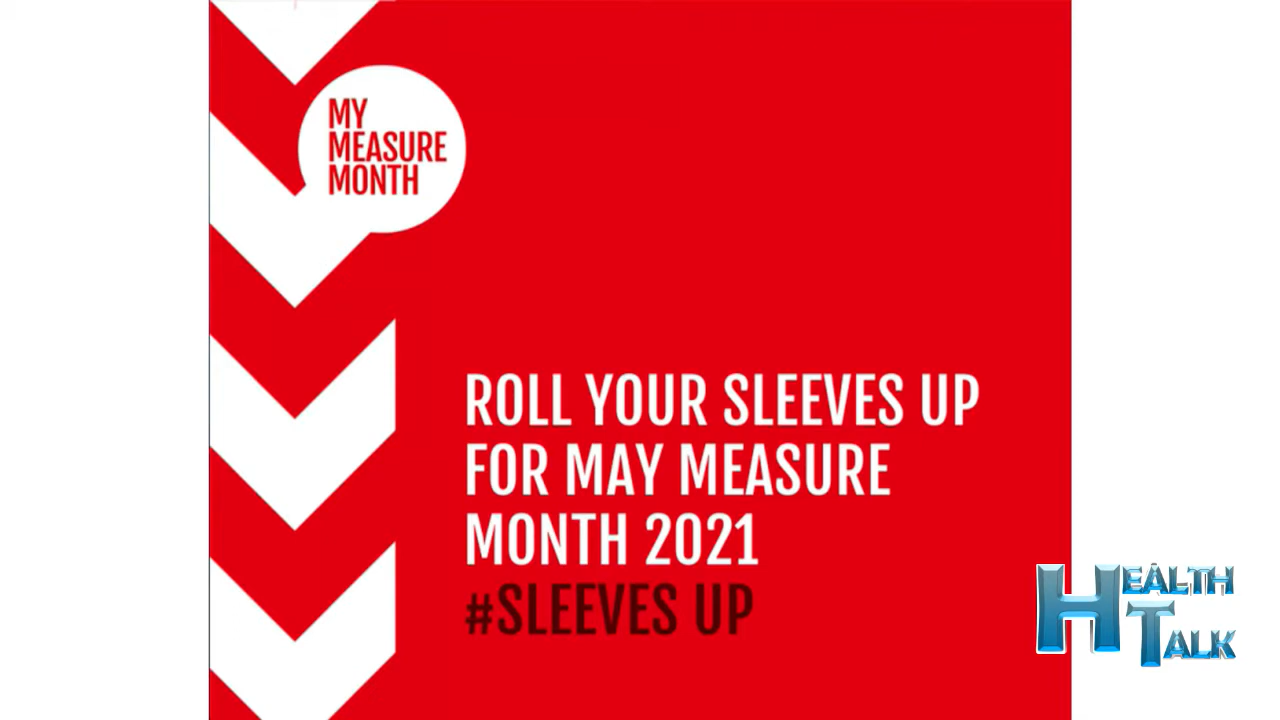 MY
MEASURE
MONTH
ROLL YOUR SLEEVES UP
FOR MAY MEASURE
MONTH 2021
#SLEEVES UP
HEALTH
TALK